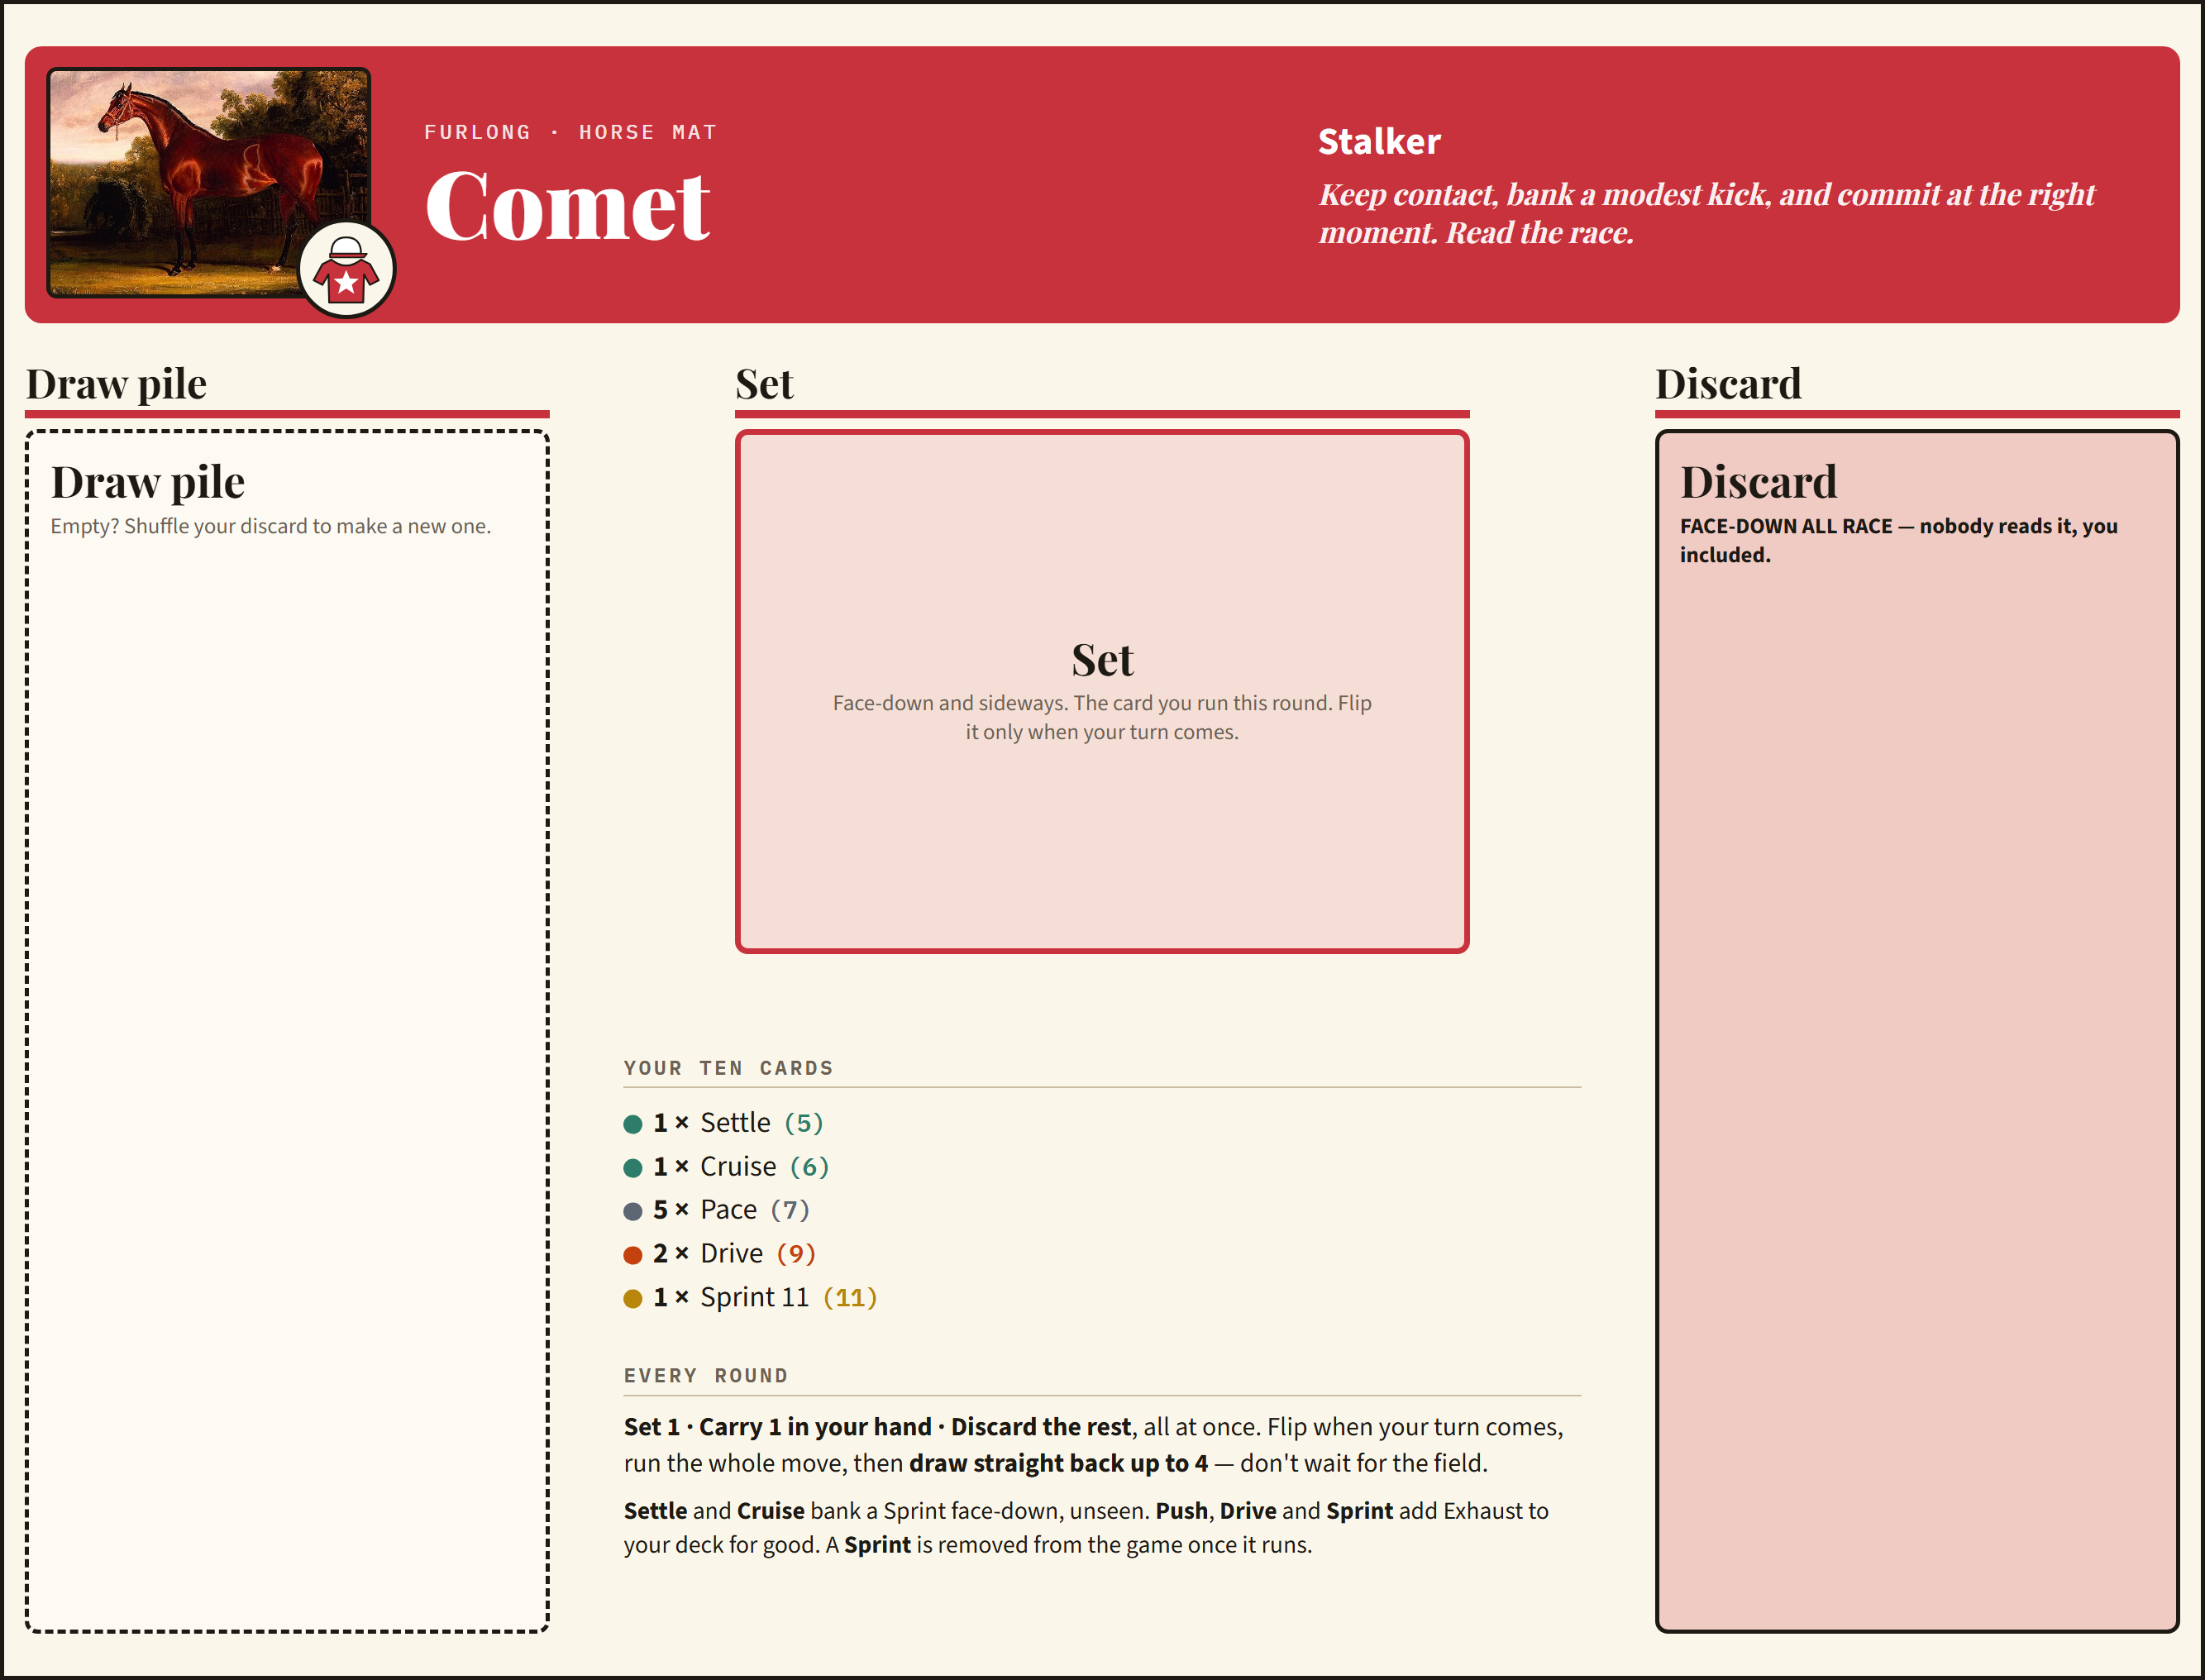 FURLONG · HORSE MAT
Comet
Stalker
Keep contact, bank a modest kick, and commit at the right
moment. Read the race.
Draw pile
Draw pile
Empty? Shuffle your discard to make a new one.
Set
Set
Face-down and sideways. The card you run this round. Flip
it only when your turn comes.
YOUR TEN CARDS
1 × Settle (5)
1 × Cruise (6)
5 × Pace (7)
2 × Drive (9)
1 × Sprint 11 (11)
EVERY ROUND
Set 1 · Carry 1 in your hand · Discard the rest, all at once. Flip when your turn comes,
run the whole move, then draw straight back up to 4 — don't wait for the field.
Settle and Cruise bank a Sprint face-down, unseen. Push, Drive and Sprint add Exhaust to
your deck for good. A Sprint is removed from the game once it runs.
Discard
Discard
FACE-DOWN ALL RACE — nobody reads it, you
included.